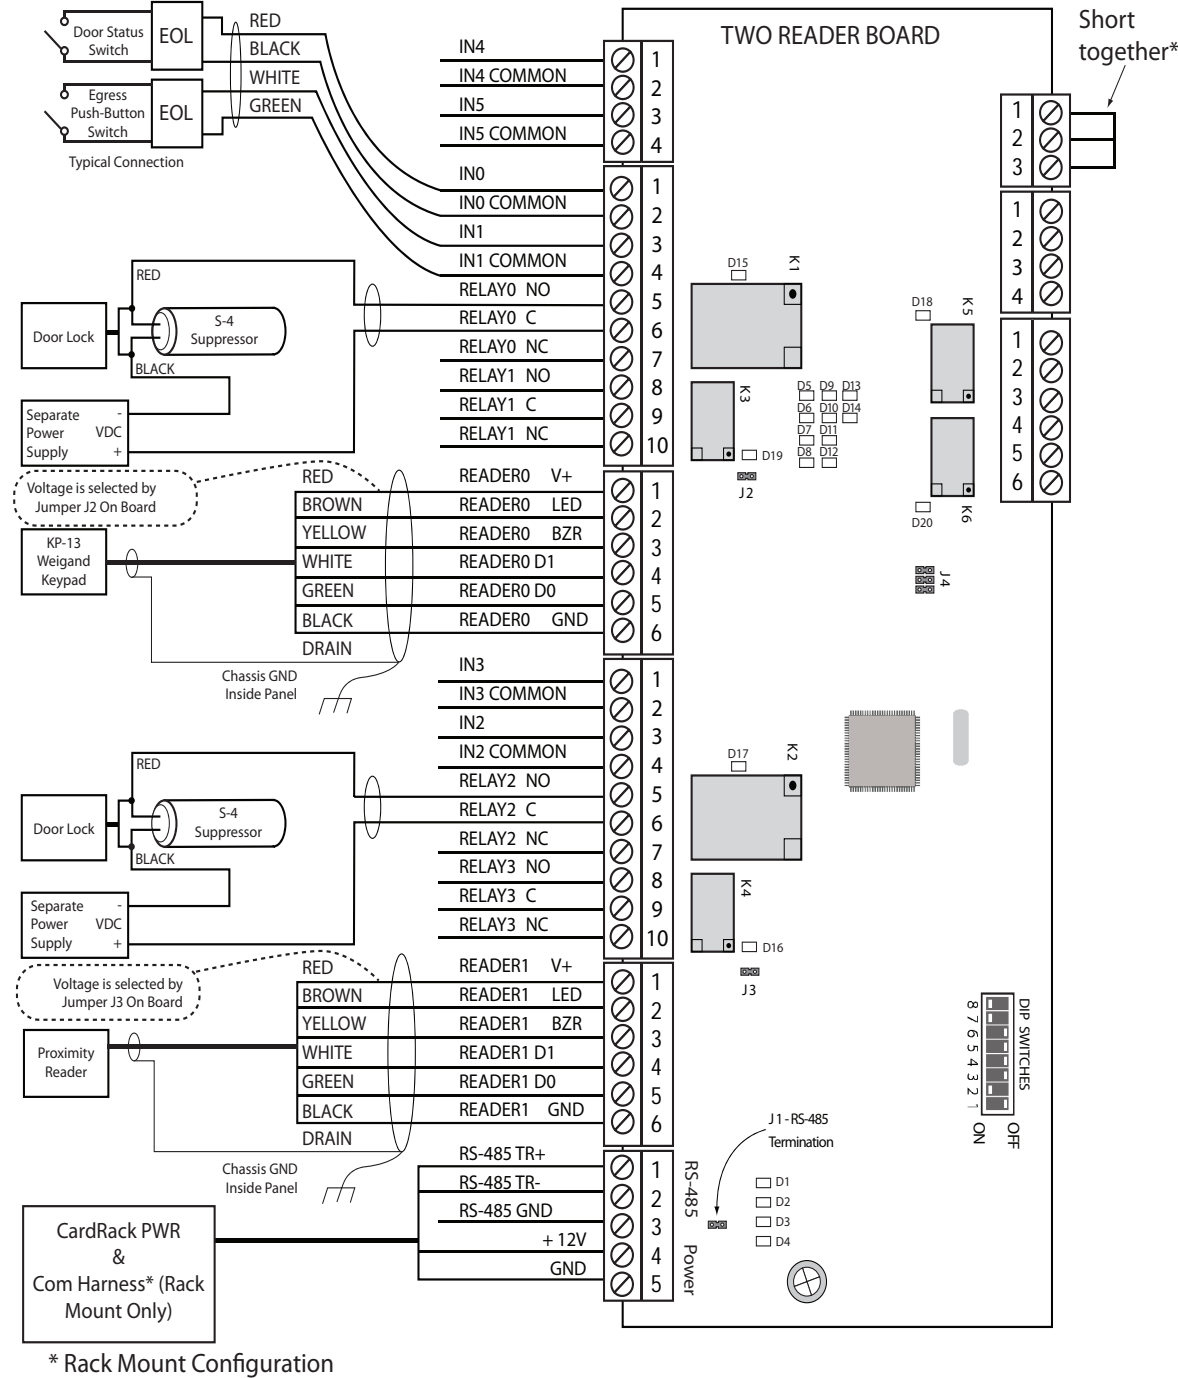 TWO READER BOARD
Short
together*
Door Status
Switch
EOL
RED
BLACK
WHITE
GREEN
Egress
Push-Button
Switch
EOL
Typical Connection
IN4
IN4 COMMON
IN5
IN5 COMMON
1
2
3
4
IN0
IN0 COMMON
IN1
IN1 COMMON
RELAY0 NO
RELAY0 C
RELAY0 NC
RELAY1 NO
RELAY1 C
RELAY1 NC
1
2
3
4
5
6
7
8
9
10
RED
Door Lock
S-4
Suppressor
BLACK
Separate
Power
Supply
VDC
-
+
Voltage is selected by
Jumper J2 On Board
KP-13
Weigand
Keypad
RED
BROWN
YELLOW
WHITE
GREEN
BLACK
DRAIN
READER0 V+
READER0 LED
READER0 BZR
READER0 D1
READER0 D0
READER0 GND
1
2
3
4
5
6
Chassis GND
Inside Panel
IN3
IN3 COMMON
IN2
IN2 COMMON
RELAY2 NO
RELAY2 C
RELAY2 NC
RELAY3 NO
RELAY3 C
RELAY3 NC
1
2
3
4
5
6
7
8
9
10
RED
Door Lock
S-4
Suppressor
BLACK
Separate
Power
Supply
VDC
-
+
Voltage is selected by
Jumper J3 On Board
Proximity
Reader
RED
BROWN
YELLOW
WHITE
GREEN
BLACK
DRAIN
READER1 V+
READER1 LED
READER1 BZR
READER1 D1
READER1 D0
READER1 GND
1
2
3
4
5
6
Chassis GND
Inside Panel
RS-485 TR+
RS-485 TR-
RS-485 GND
+ 12V
GND
1
2
3
4
5
RS-485
Power
CardRack PWR
&
Com Harness* (Rack
Mount Only)
* Rack Mount Configuration
1
2
3
1
2
3
4
1
2
3
4
5
6
D15
K1
D18
K5
K3
D5 D9 D13
D6 D10 D14
D7 D11
D8 D12
D19
J2
D20
K6
J4
D17
K2
K4
D16
J3
DIP SWITCHES
8 7 6 5 4 3 2 1
ON
OFF
J1 - RS-485
Termination
D1
D2
D3
D4